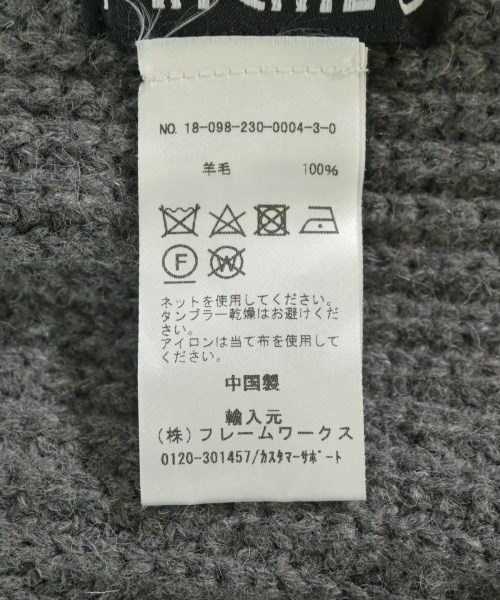 NO. 18-098-230-0004-3-0
羊毛 100%
F W
ネットを使用してください。
タンブラー乾燥はお避けくだ
さい。
アイロンは当て布を使用して
ください。
中国製
輸入元
(株)フレームワークス
0120-301457/ｶｽﾀﾏｰｻﾎﾟｰﾄ